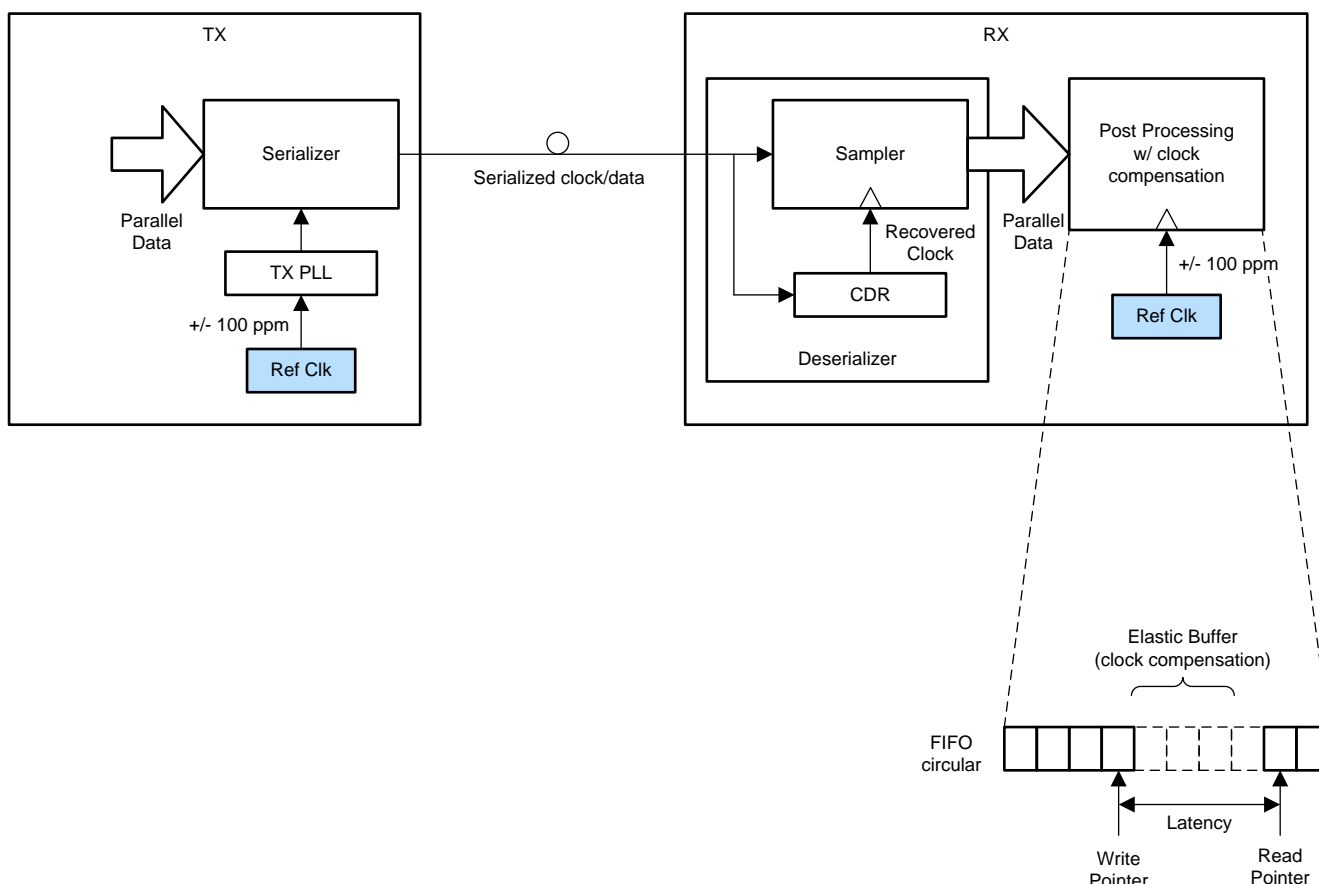 TX
RX
Serializer
Parallel
Data
TX PLL
+/- 100 ppm
Ref Clk
Serialized clock/data
Sampler
Recovered
Clock
CDR
Deserializer
Parallel
Data
Post Processing
w/ clock
compensation
+/- 100 ppm
Ref Clk
Elastic Buffer
(clock compensation)
FIFO
circular
Latency
Write
Pointer
Read
Pointer